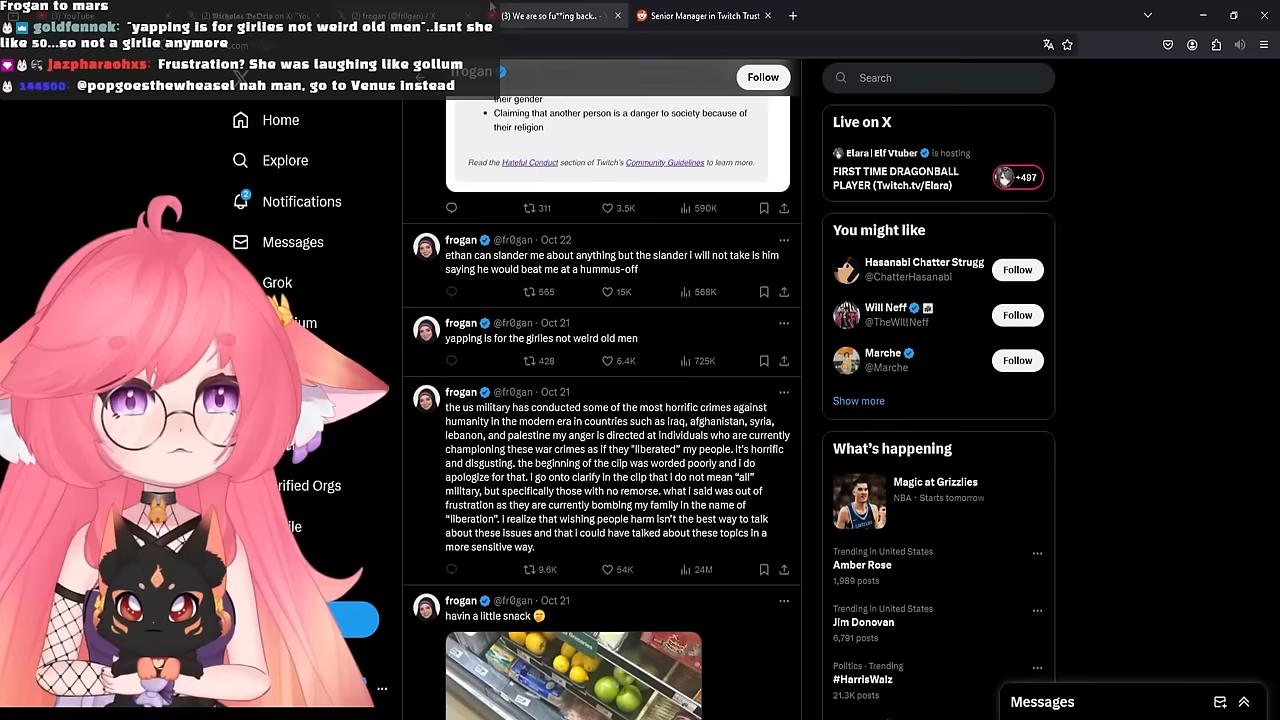 Frogan to mars
goldfennek: "yapping is for girlies not weird old men"..isnt she
like 50...so not a girlie anymore
jazpharaohxs: Frustration? She was laughing like gollum
144500: @popgoesthewheasel nah man, go to Venus instead
(3) We are so fu**ing back.. -
Senior Manager in Twitch Trust
frogan
Follow
Search
Home
Explore
2
Notifications
Messages
Grok
their gender
Claiming that another person is a danger to society because of
their religion
Read the Hateful Conduct section of Twitch's Community Guidelines to learn more.
311
3.5K
590K
frogan @fr0gan · Oct 22
ethan can slander me about anything but the slander i will not take is him
saying he would beat me at a hummus-off
565
15K
568K
frogan @fr0gan · Oct 21
yapping is for the girlies not weird old men
428
6.4K
725K
frogan @fr0gan · Oct 21
the us military has conducted some of the most horrific crimes against
humanity in the modern era in countries such as iraq, afghanistan, syria,
lebanon, and palestine my anger is directed at individuals who are currently
championing these war crimes as if they "liberated" my people. it's horrific
and disgusting. the beginning of the clip was worded poorly and i do
apologize for that. I go onto clarify in the clip that I do not mean "all"
military, but specifically those with no remorse. what I said was out of
frustration as they are currently bombing my family in the name of
"liberation". I realize that wishing people harm isn't the best way to talk
about these issues and that i could have talked about these topics in a
more sensitive way.
9.6K
54K
24M
frogan @fr0gan · Oct 21
havin a little snack
Live on X
Elara | Elf Vtuber is hosting
FIRST TIME DRAGONBALL
PLAYER (Twitch.tv/Elara)
+497
You might like
Hasanabi Chatter Strugg
@ChatterHasanabi
Follow
Will Neff
@TheWillNeff
Follow
Marche
@Marche
Follow
Show more
What's happening
Magic at Grizzlies
NBA · Starts tomorrow
Trending in United States
Amber Rose
1,989 posts
Trending in United States
Jim Donovan
6,791 posts
Politics · Trending
#HarrisWalz
21.3K posts
Messages